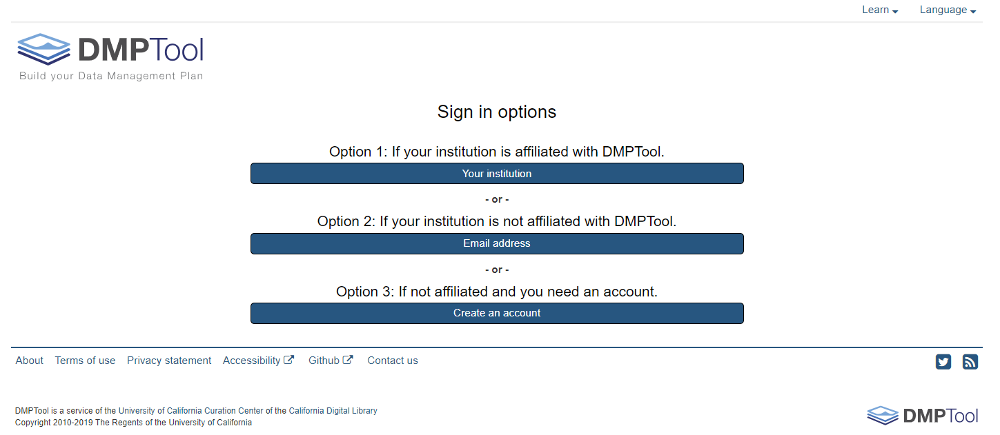 Learn Language
DMPTool
Build your Data Management Plan
Sign in options
Option 1: If your institution is affiliated with DMPTool.
Your institution
- or -
Option 2: If your institution is not affiliated with DMPTool.
Email address
- or -
Option 3: If not affiliated and you need an account.
Create an account
About Terms of use Privacy statement Accessibility Github Contact us
DMPTool is a service of the University of California Curation Center of the California Digital Library
Copyright 2010-2019 The Regents of the University of California
DMPTool